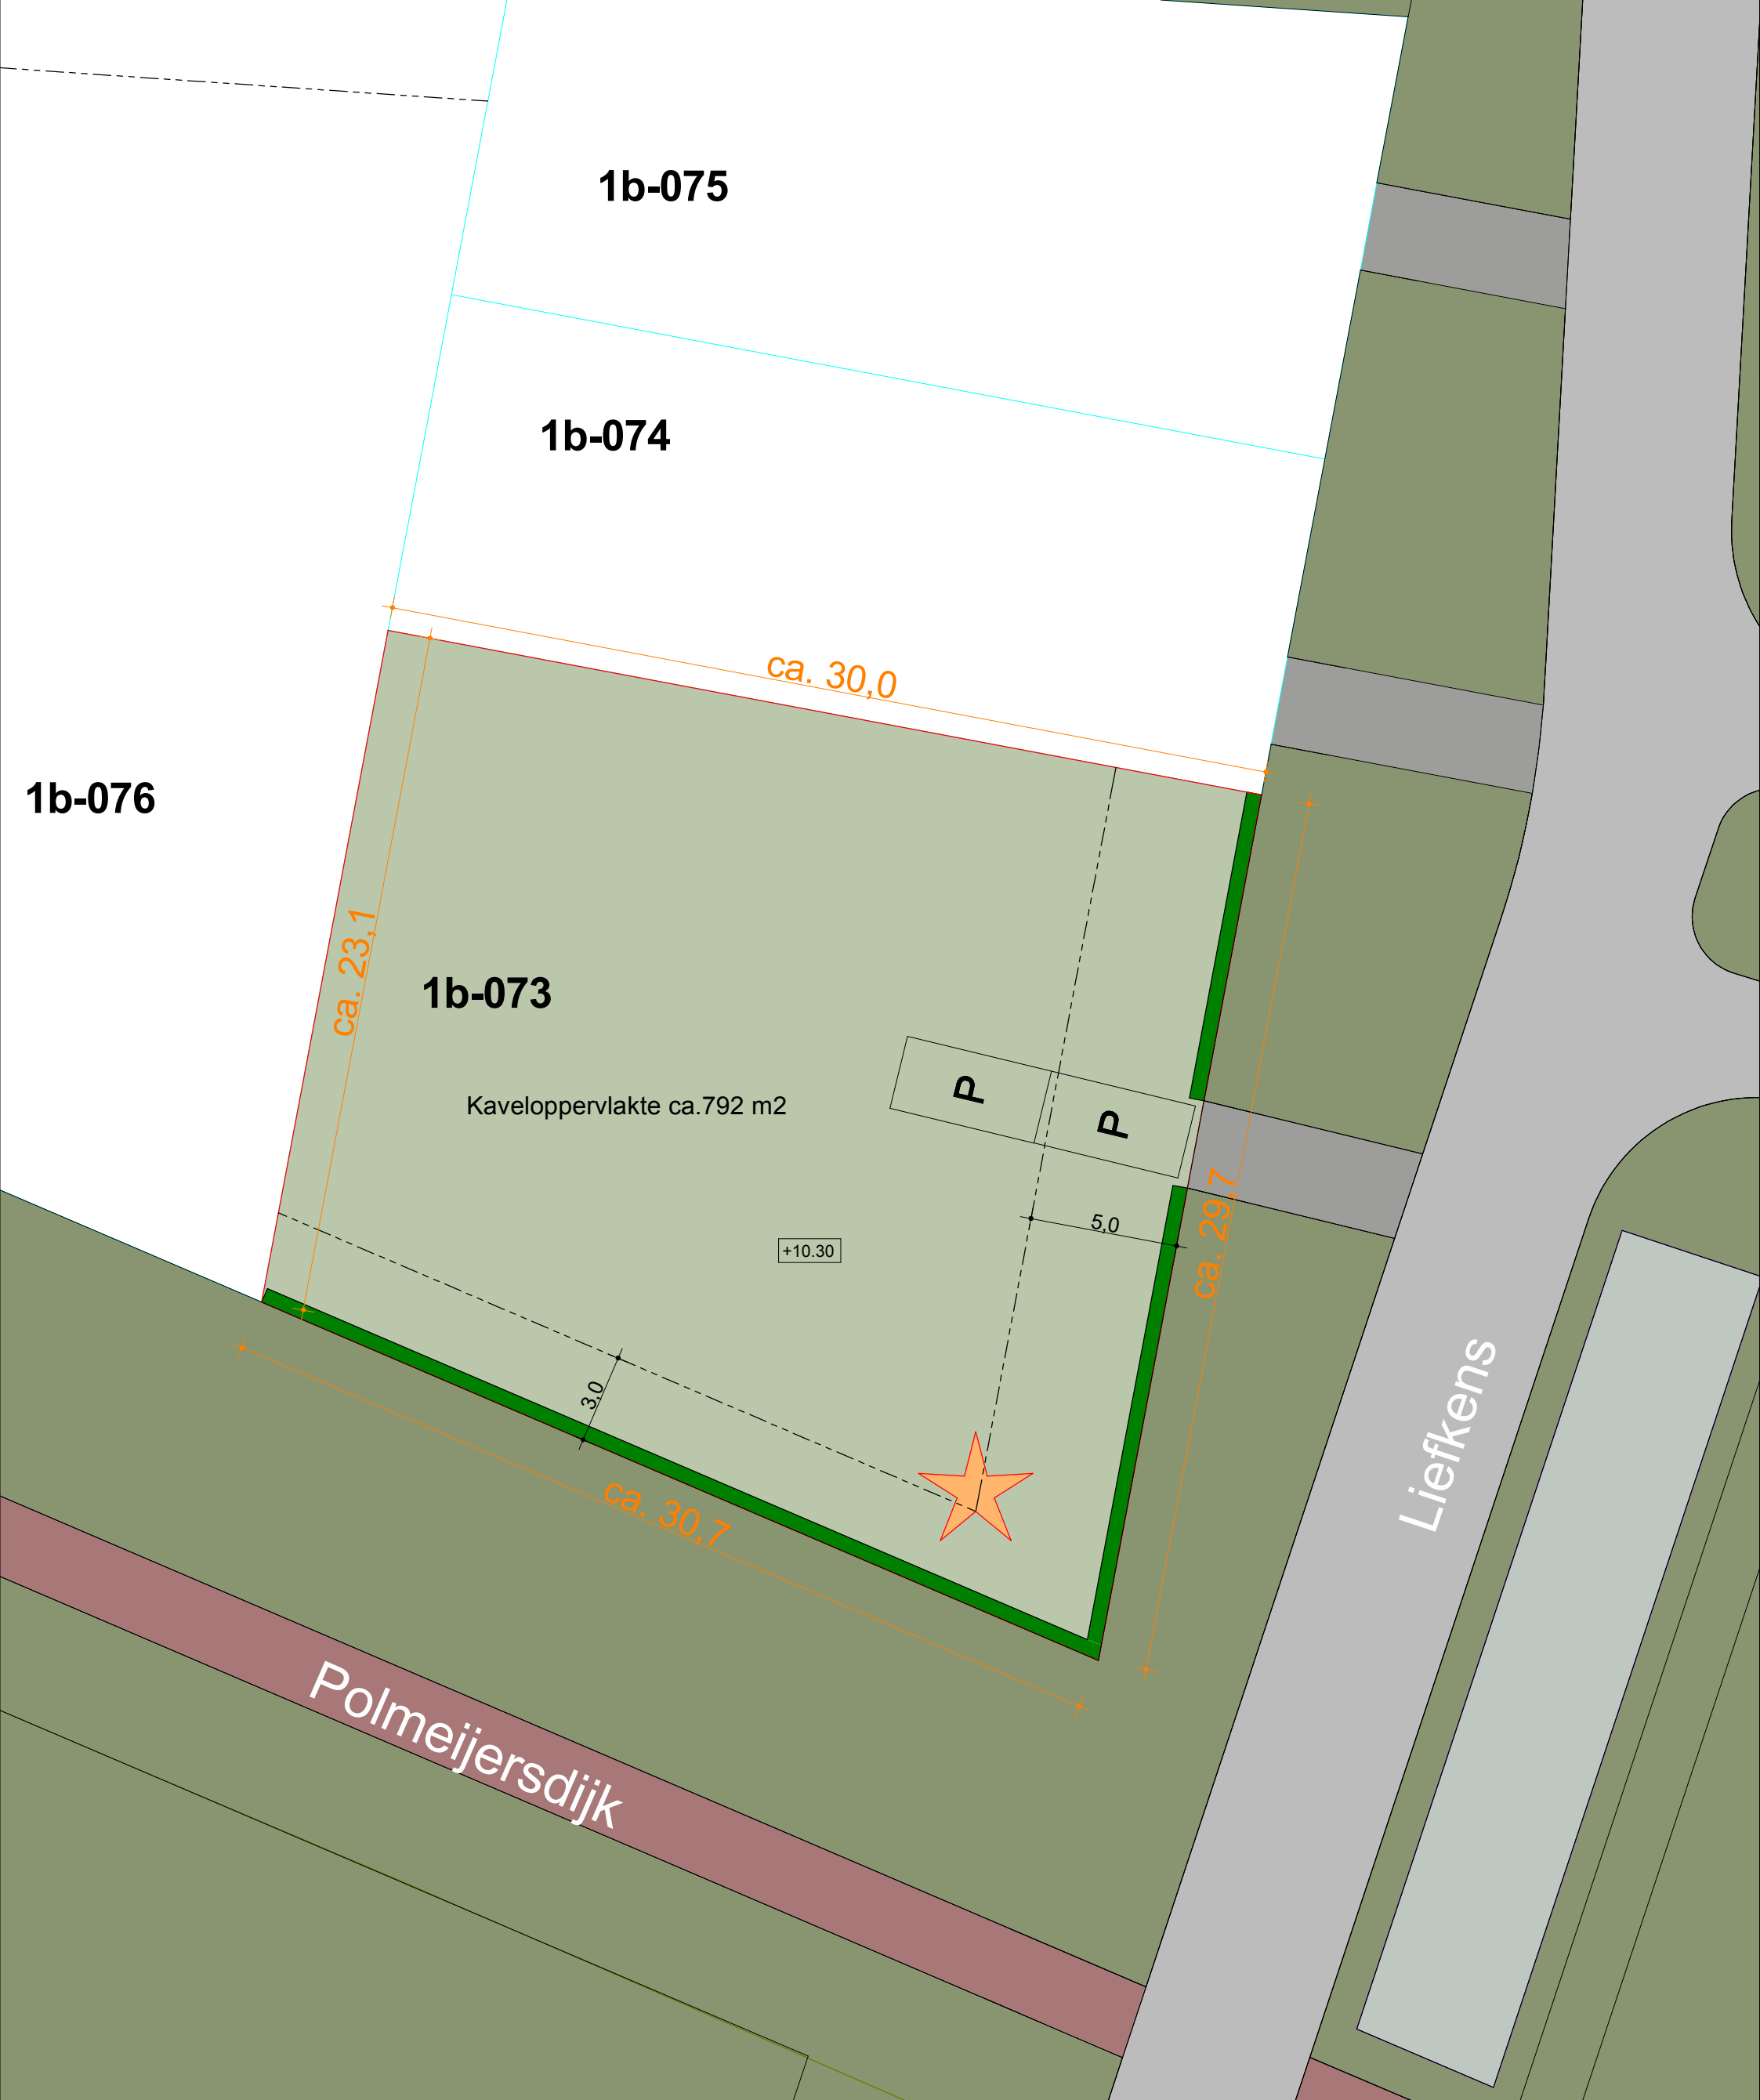 1b-075
1b-074
ca. 30,0
1b-076
ca. 23,1
1b-073
P
P
Kaveloppervlakte ca.792 m2
5,0
ca. 29,7
+10.30
3,0
ca. 30,7
Liefkens
Polmeijersdijk